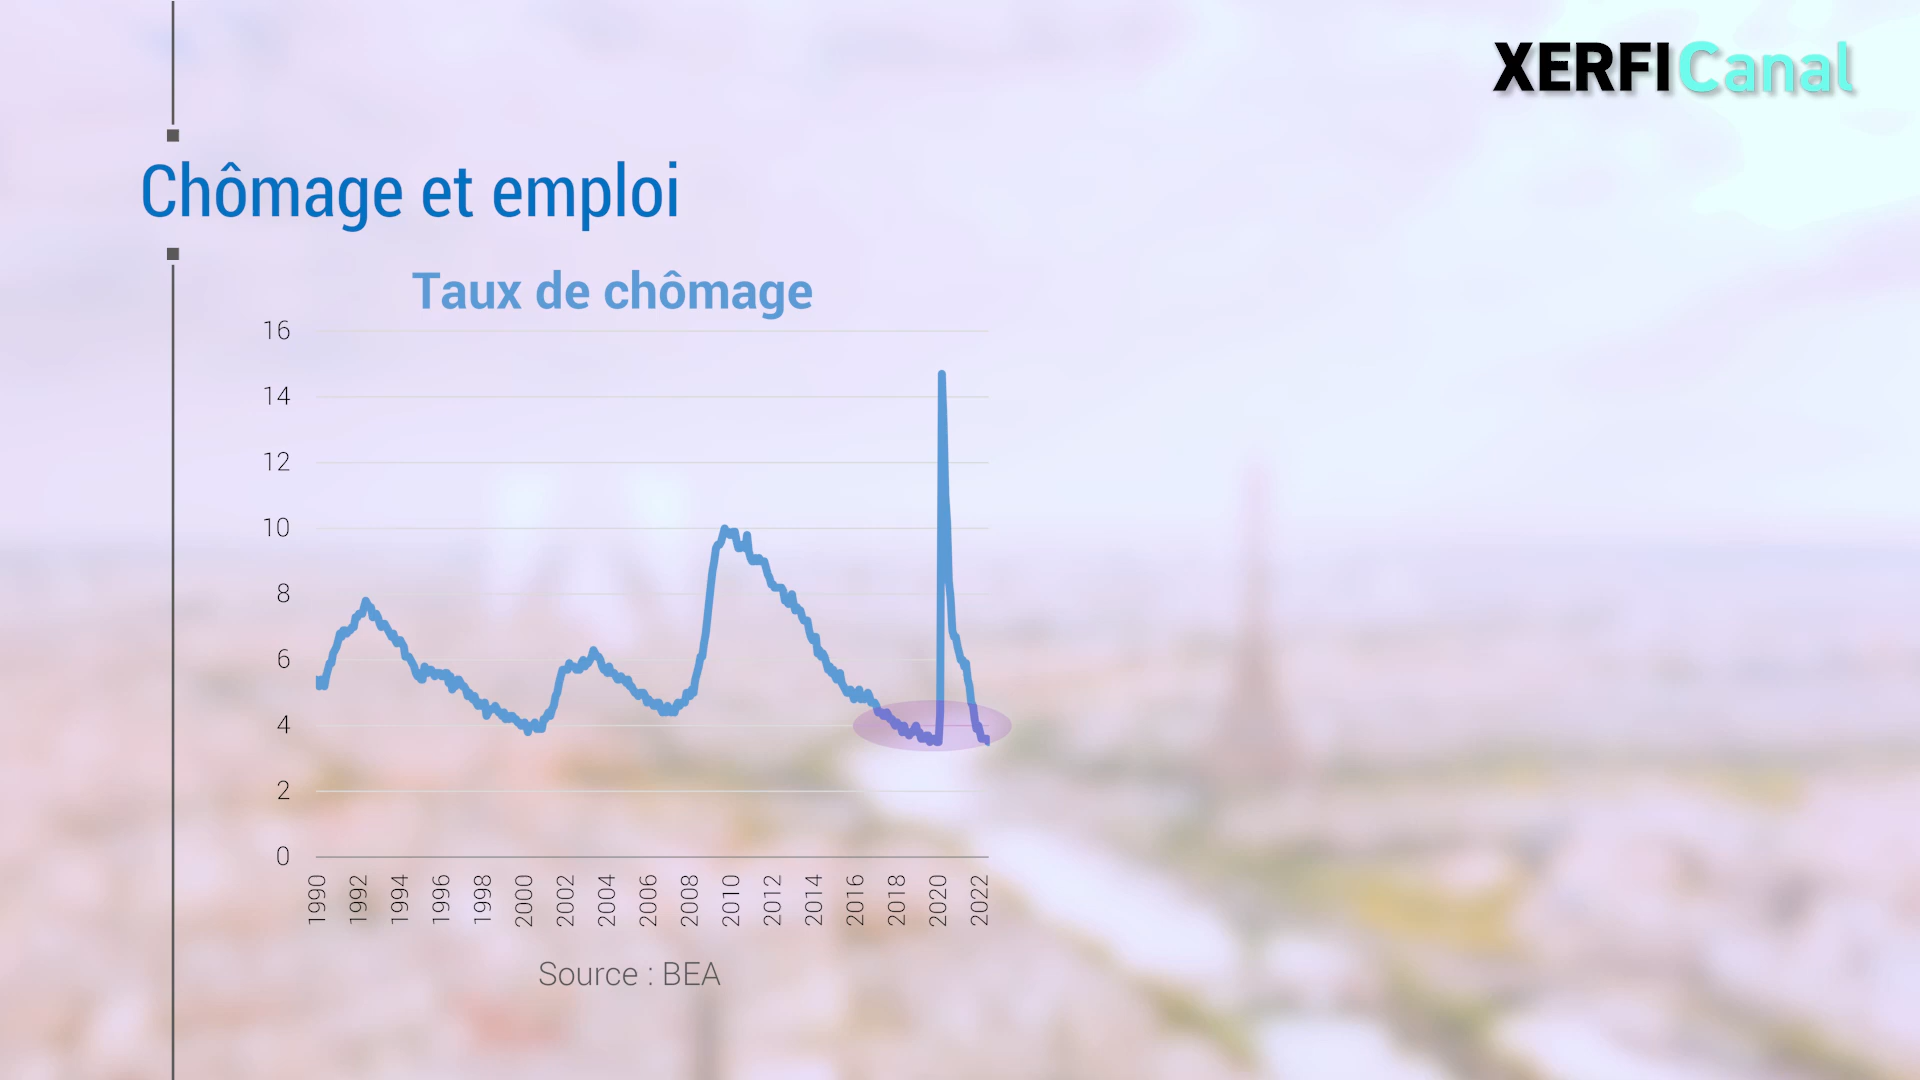 XERFI Canal
Chômage et emploi
Taux de chômage
16
14
12
10
8
6
4
2
0
1990 1992 1994 1996 1998 2000 2002 2004 2006 2008 2010 2012 2014 2016 2018 2020 2022
Source : BEA